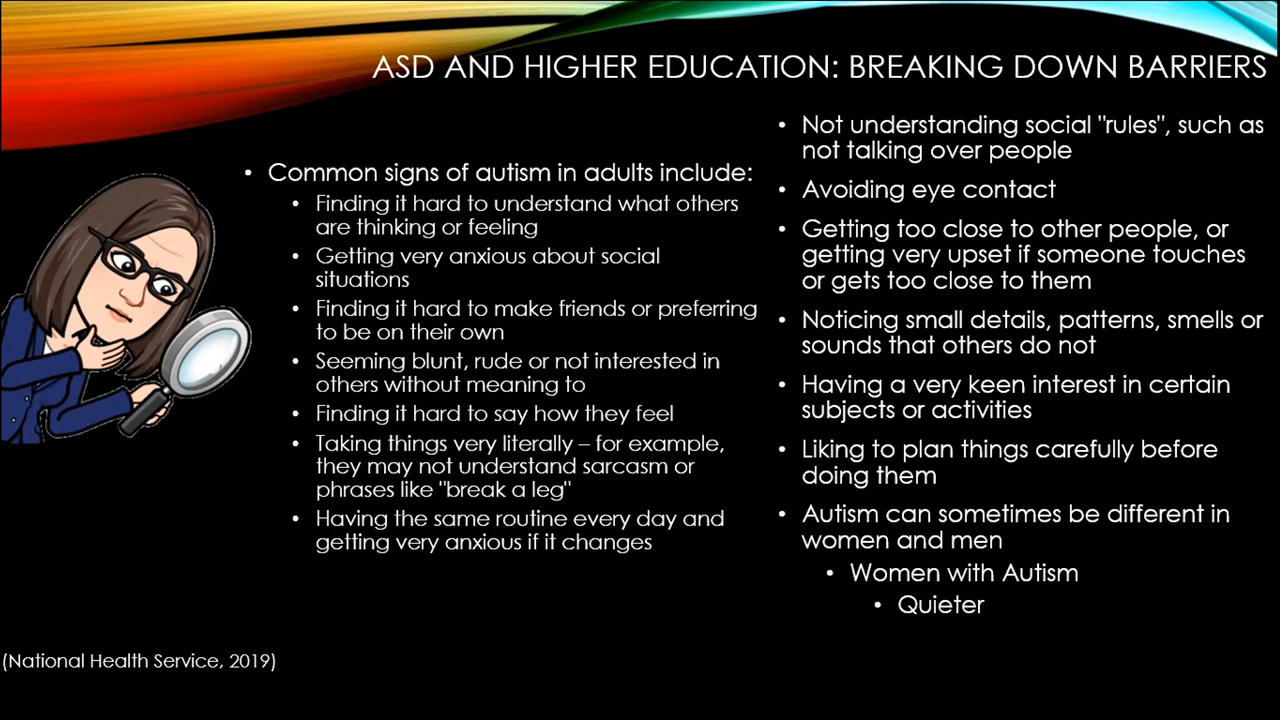 ASD AND HIGHER EDUCATION: BREAKING DOWN BARRIERS
• Common signs of autism in adults include:
• Finding it hard to understand what others
are thinking or feeling
• Getting very anxious about social
situations
• Finding it hard to make friends or preferring
to be on their own
• Seeming blunt, rude or not interested in
others without meaning to
• Finding it hard to say how they feel
• Taking things very literally – for example,
they may not understand sarcasm or
phrases like "break a leg"
• Having the same routine every day and
getting very anxious if it changes
• Not understanding social "rules", such as
not talking over people
• Avoiding eye contact
• Getting too close to other people, or
getting very upset if someone touches
or gets too close to them
• Noticing small details, patterns, smells or
sounds that others do not
• Having a very keen interest in certain
subjects or activities
• Liking to plan things carefully before
doing them
• Autism can sometimes be different in
women and men
• Women with Autism
• Quieter
(National Health Service, 2019)